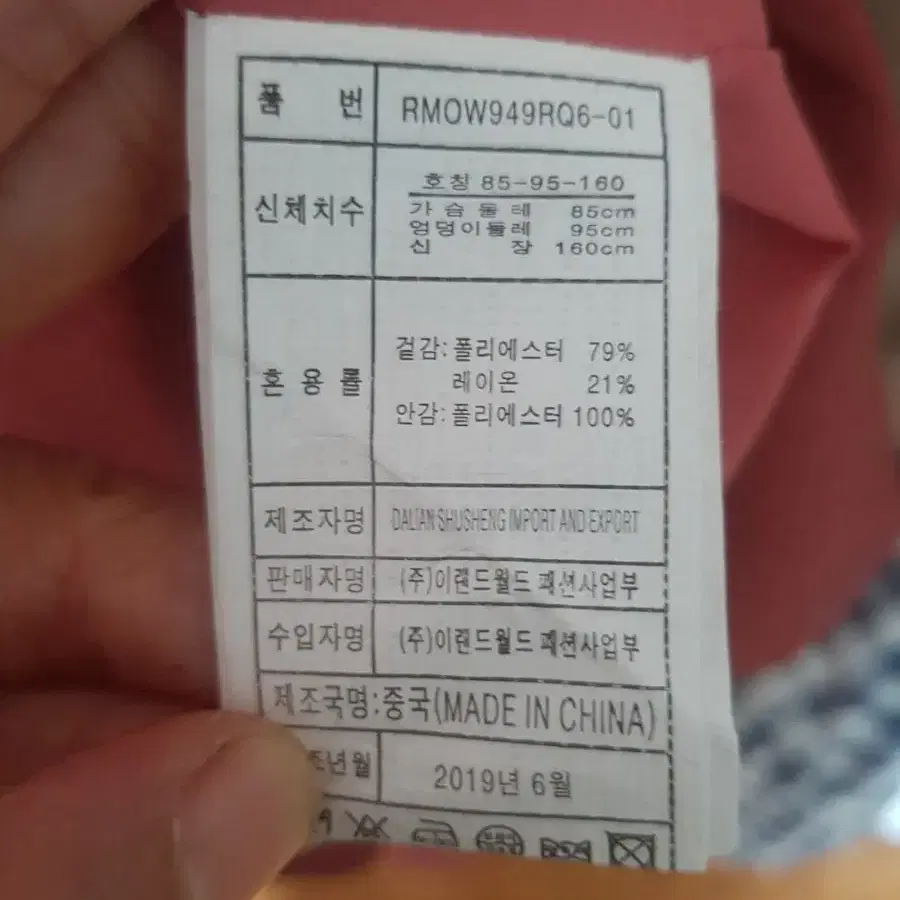 품 번 RMOW949RQ6-01
신체치수 호칭 85-95-160
가슴둘레 85cm
엉덩이둘레 95cm
신 장 160cm
혼용률 겉감:폴리에스터 79%
레이온 21%
안감:폴리에스터 100%
제조자명 DALIAN SHUSHENG IMPORT AND EXPORT
판매자명 (주)이랜드월드 패션사업부
수입자명 (주)이랜드월드 패션사업부
제조국명:중국(MADE IN CHINA)
조년월 2019년 6월